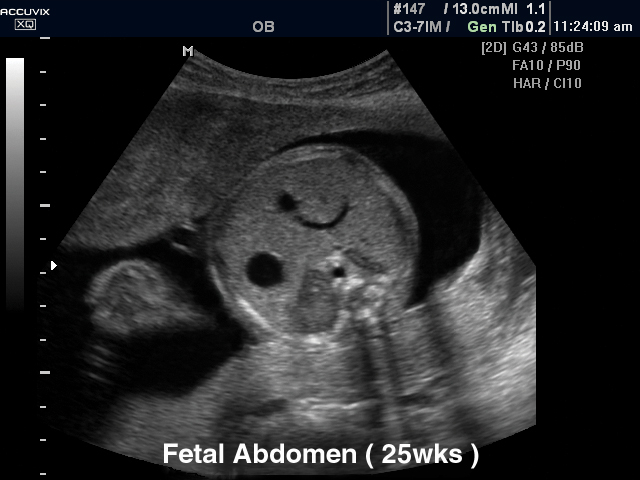 ACCUVIX
XQ
OB
#147 / 13.0cm MI 1.1
C3-7IM / Gen TIb 0.2
11:24:09 am
[2D] G43 / 85dB
FA10 / P90
HAR / CI10
M
Fetal Abdomen ( 25wks )